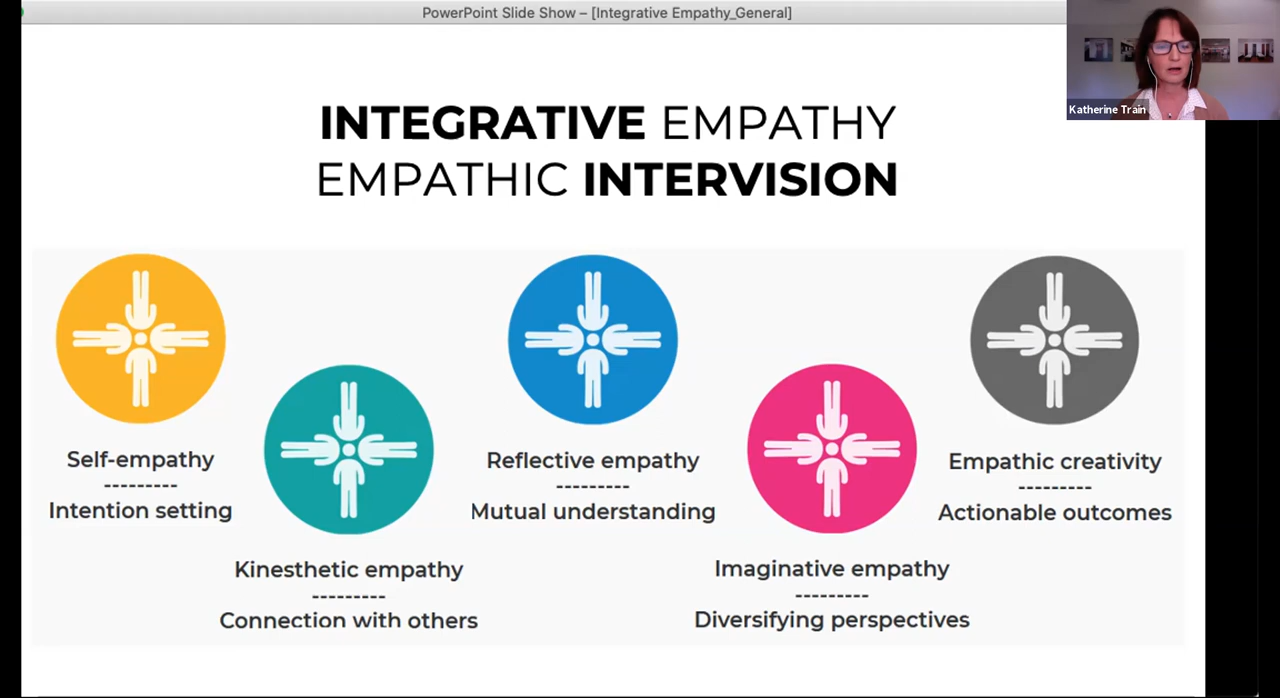 PowerPoint Slide Show – [Integrative Empathy_General]
Katherine Train
INTEGRATIVE EMPATHY
EMPATHIC INTERVISION
Self-empathy
---------
Intention setting
Kinesthetic empathy
---------
Connection with others
Reflective empathy
---------
Mutual understanding
Imaginative empathy
---------
Diversifying perspectives
Empathic creativity
---------
Actionable outcomes